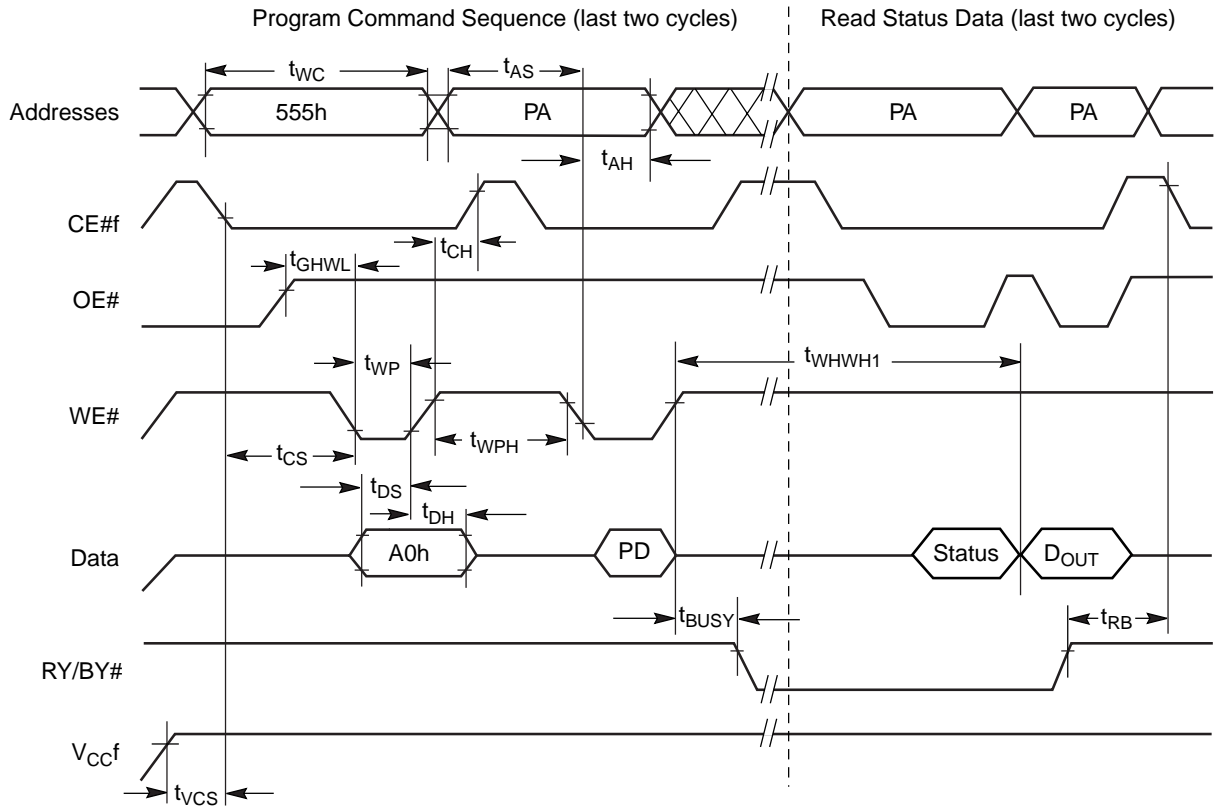 Program Command Sequence (last two cycles)
Read Status Data (last two cycles)
tWC
tAS
Addresses
555h
PA
PA
PA
tAH
CE#f
tCH
tGHWL
OE#
tWP
tWHWH1
WE#
tWPH
tCS
tDS
tDH
Data
A0h
PD
Status
DOUT
tBUSY
tRB
RY/BY#
VCCf
tVCS